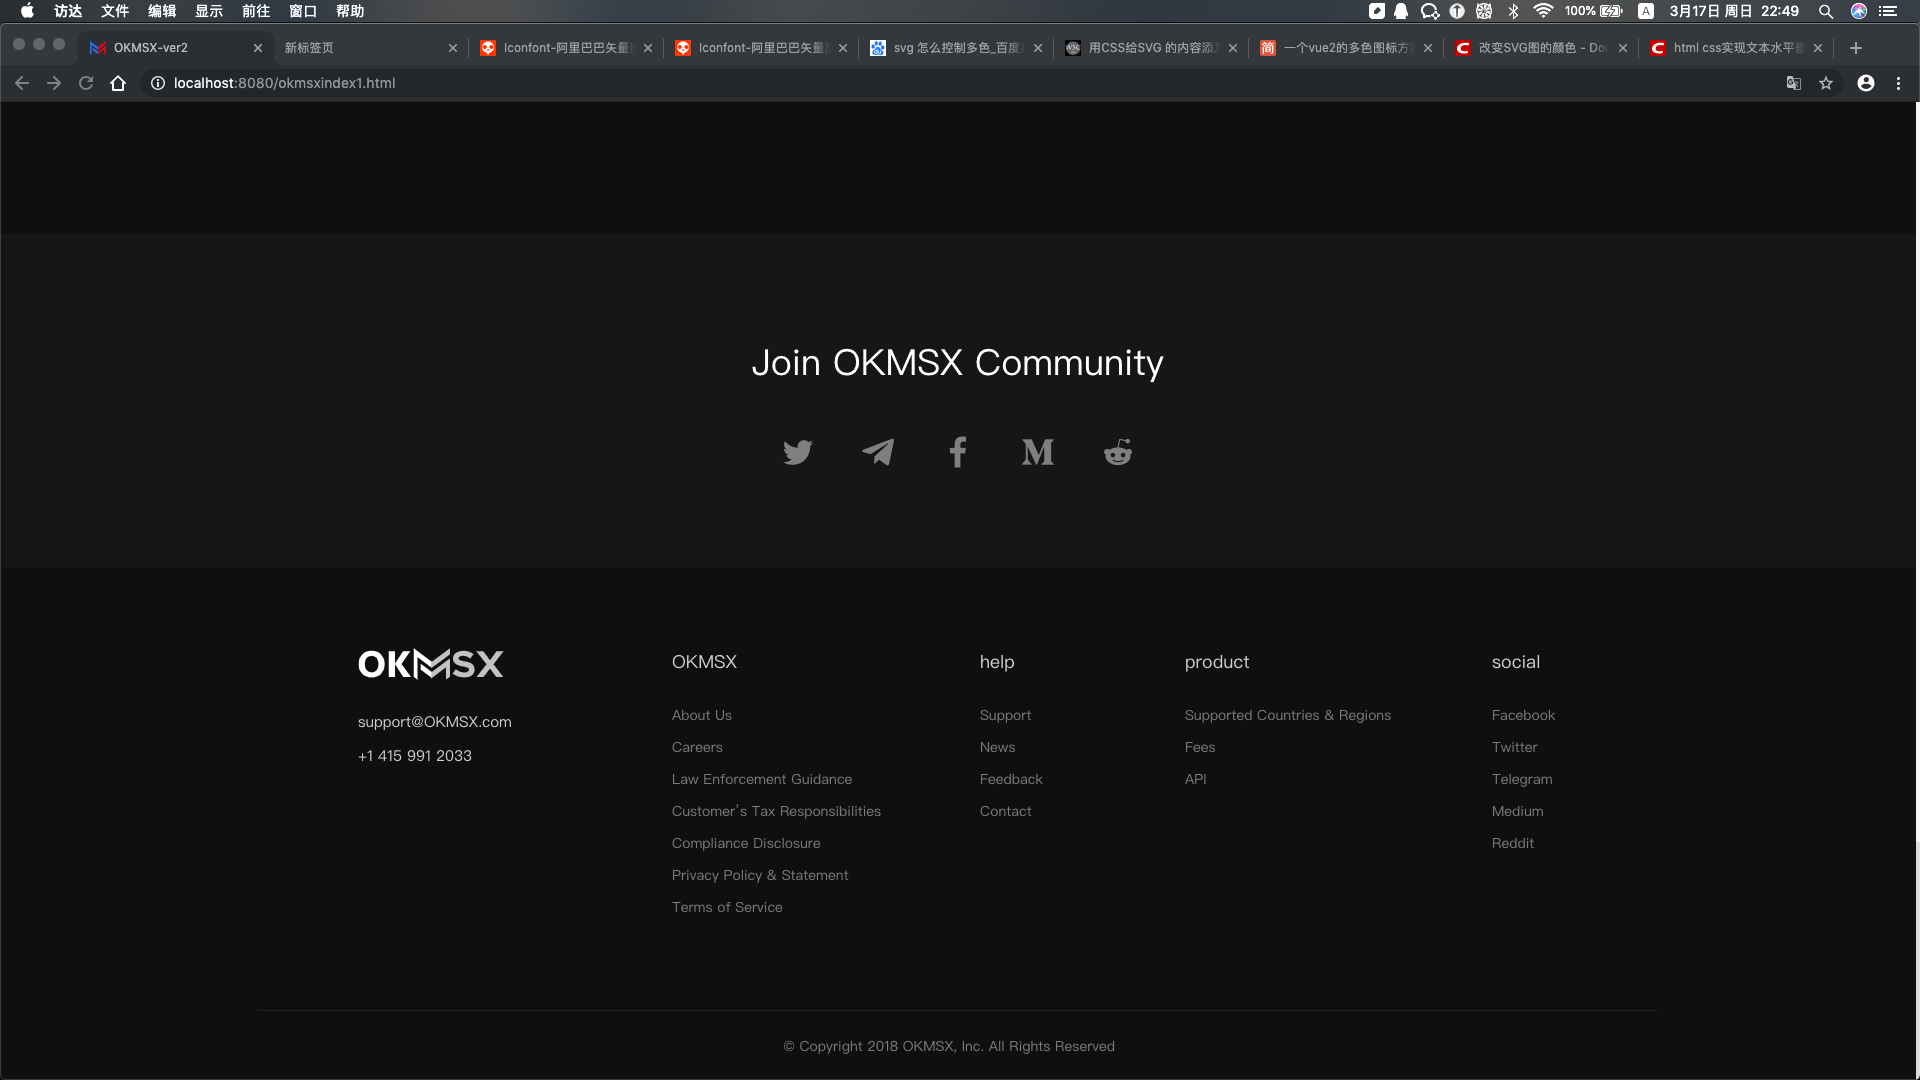 访达 文件 编辑 显示 前往 窗口 帮助 100% A 3月17日 周日 22:49
OKMSX-ver2 新标签页 Iconfont-阿里巴巴矢量 Iconfont-阿里巴巴矢量 svg 怎么控制多色_百度 用CSS给SVG 的内容添 一个vue2的多色图标方 改变SVG图的颜色 - Do html css实现文本水平
localhost:8080/okmsxindex1.html
Join OKMSX Community
M
OKMSX
support@OKMSX.com
+1 415 991 2033
OKMSX
About Us
Careers
Law Enforcement Guidance
Customer's Tax Responsibilities
Compliance Disclosure
Privacy Policy & Statement
Terms of Service
help
Support
News
Feedback
Contact
product
Supported Countries & Regions
Fees
API
social
Facebook
Twitter
Telegram
Medium
Reddit
© Copyright 2018 OKMSX, Inc. All Rights Reserved